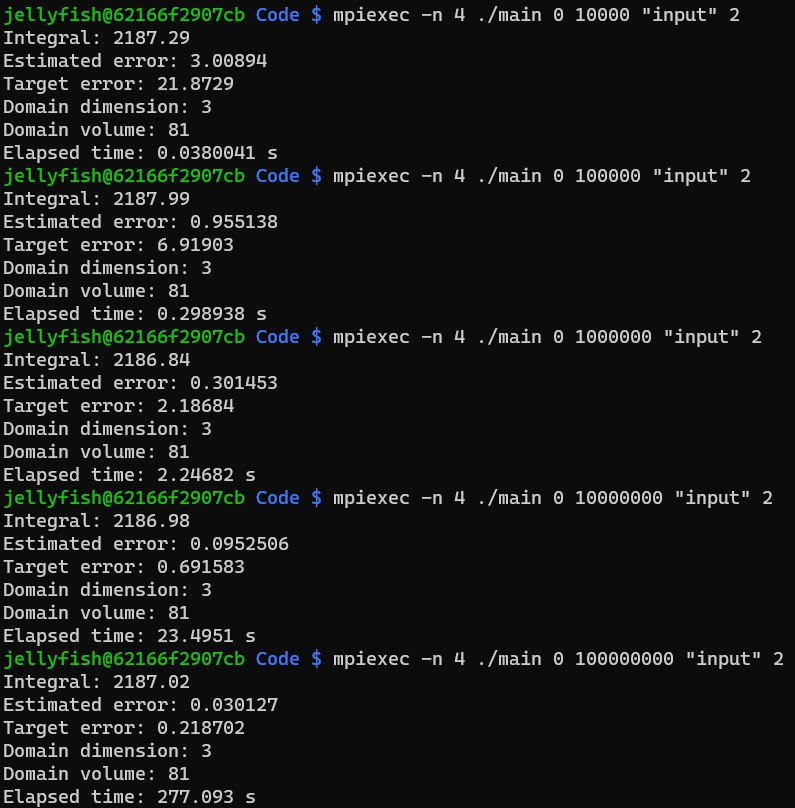 jellyfish@62166f2907cb Code $ mpiexec -n 4 ./main 0 10000 "input" 2
Integral: 2187.29
Estimated error: 3.00894
Target error: 21.8729
Domain dimension: 3
Domain volume: 81
Elapsed time: 0.0380041 s
jellyfish@62166f2907cb Code $ mpiexec -n 4 ./main 0 100000 "input" 2
Integral: 2187.99
Estimated error: 0.955138
Target error: 6.91903
Domain dimension: 3
Domain volume: 81
Elapsed time: 0.298938 s
jellyfish@62166f2907cb Code $ mpiexec -n 4 ./main 0 1000000 "input" 2
Integral: 2186.84
Estimated error: 0.301453
Target error: 2.18684
Domain dimension: 3
Domain volume: 81
Elapsed time: 2.24682 s
jellyfish@62166f2907cb Code $ mpiexec -n 4 ./main 0 10000000 "input" 2
Integral: 2186.98
Estimated error: 0.0952506
Target error: 0.691583
Domain dimension: 3
Domain volume: 81
Elapsed time: 23.4951 s
jellyfish@62166f2907cb Code $ mpiexec -n 4 ./main 0 100000000 "input" 2
Integral: 2187.02
Estimated error: 0.030127
Target error: 0.218702
Domain dimension: 3
Domain volume: 81
Elapsed time: 277.093 s